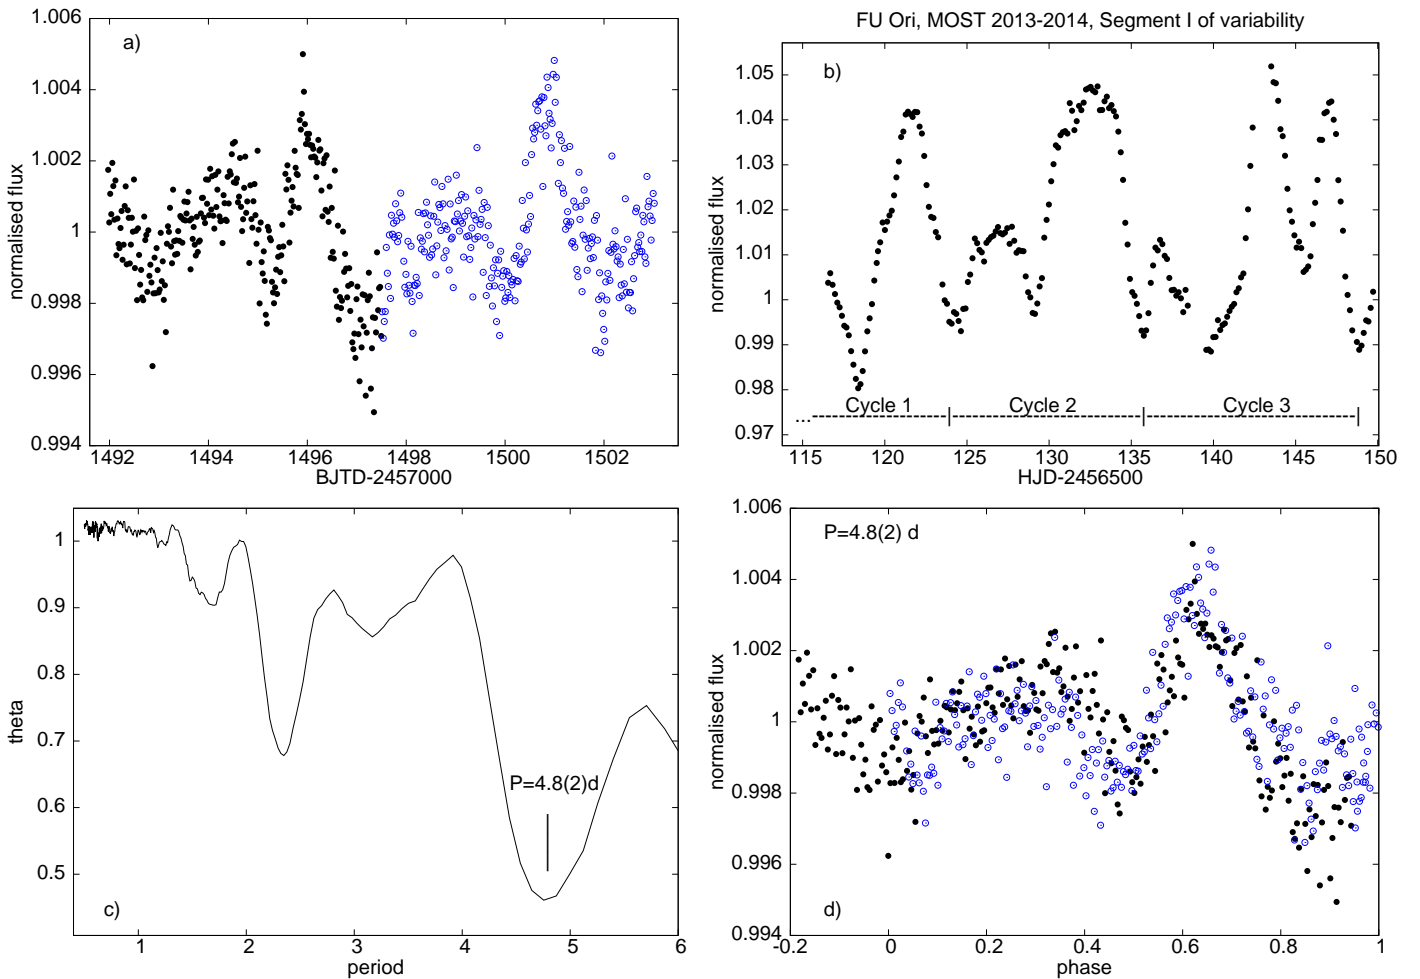 FU Ori, MOST 2013-2014, Segment I of variability
a)
normalised flux
1.006
1.004
1.002
1
0.998
0.996
0.994
1492 1494 1496 1498 1500 1502
BJTD-2457000
b)
normalised flux
1.05
1.04
1.03
1.02
1.01
1
0.99
0.98
0.97
... Cycle 1 Cycle 2 Cycle 3
115 120 125 130 135 140 145 150
HJD-2456500
theta
1
0.9
0.8
0.7
0.6
0.5
P=4.8(2)d
c)
1 2 3 4 5 6
period
P=4.8(2) d
normalised flux
1.006
1.004
1.002
1
0.998
0.996
0.994
d)
-0.2 0 0.2 0.4 0.6 0.8 1
phase